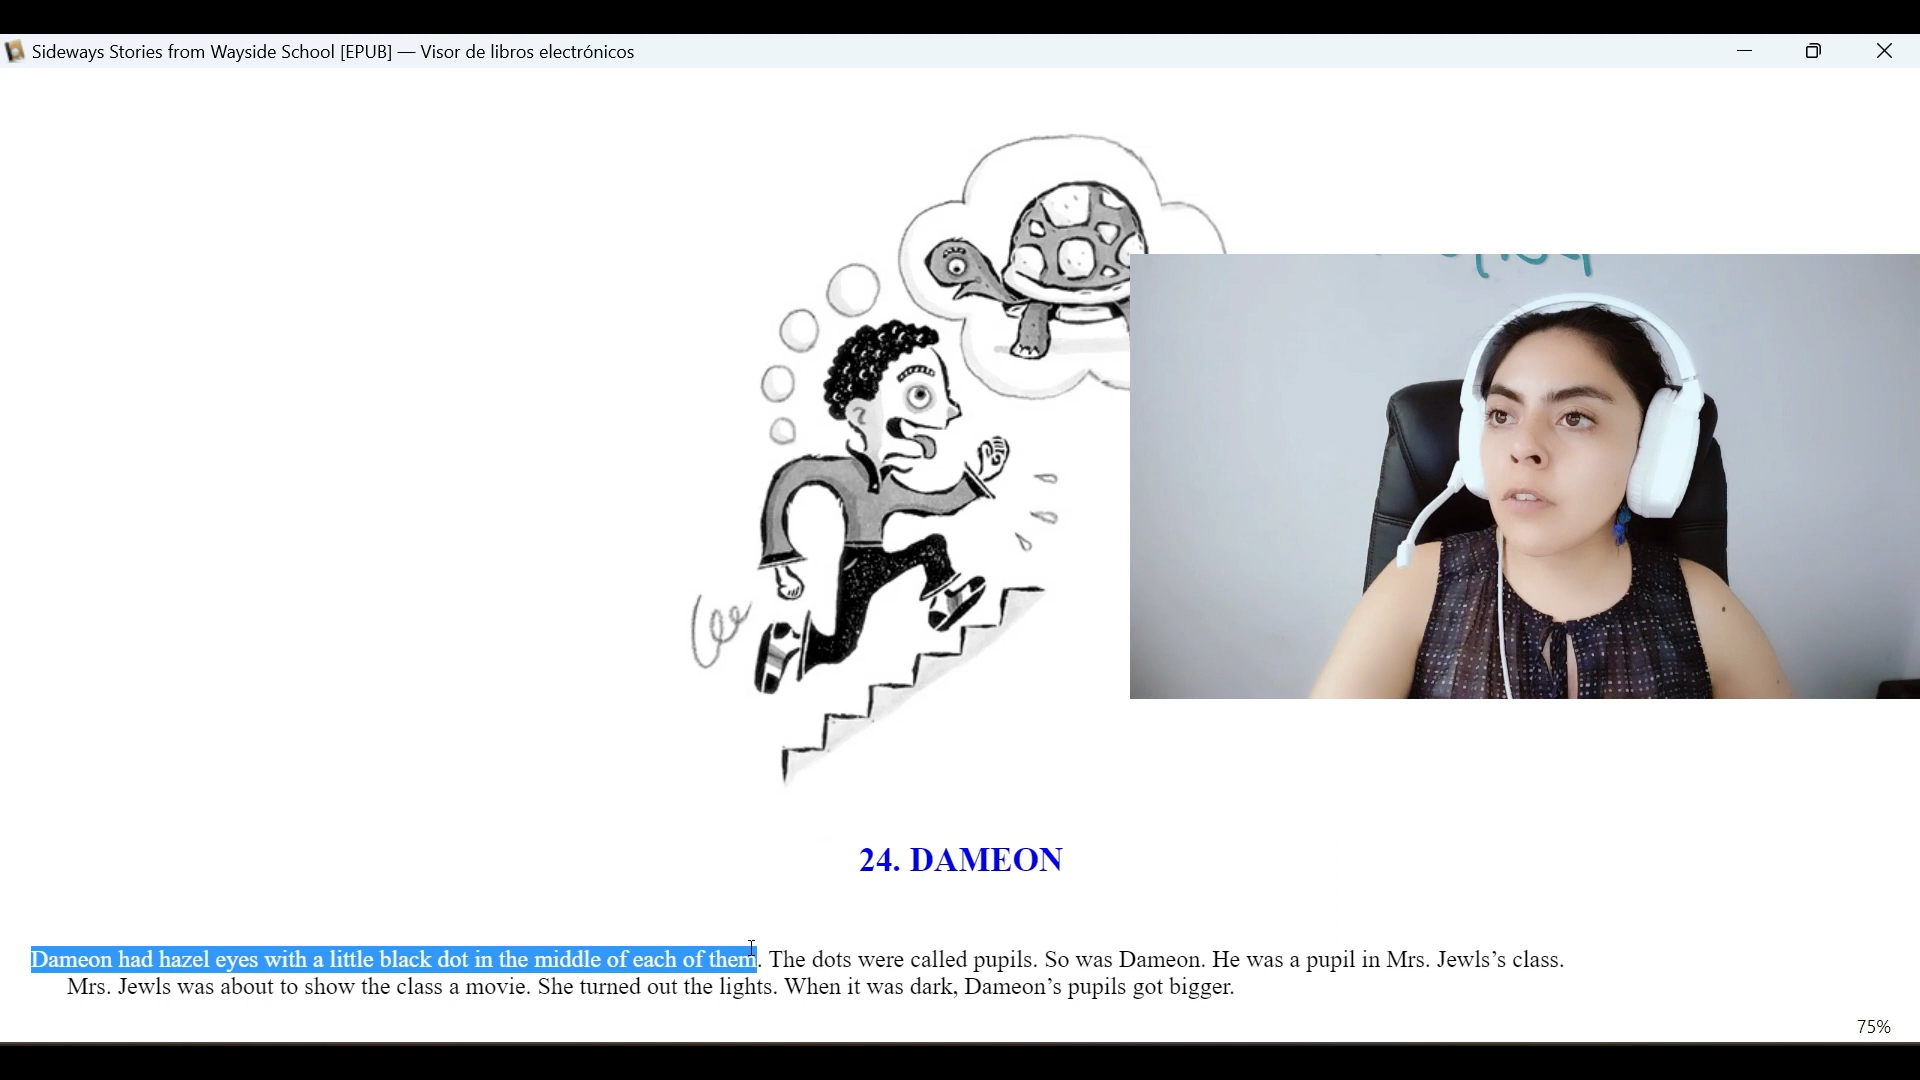 Sideways Stories from Wayside School [EPUB] — Visor de libros electrónicos
Lee
24. DAMEON
Dameon had hazel eyes with a little black dot in the middle of each of them. The dots were called pupils. So was Dameon. He was a pupil in Mrs. Jewls’s class.
Mrs. Jewls was about to show the class a movie. She turned out the lights. When it was dark, Dameon’s pupils got bigger.
75%